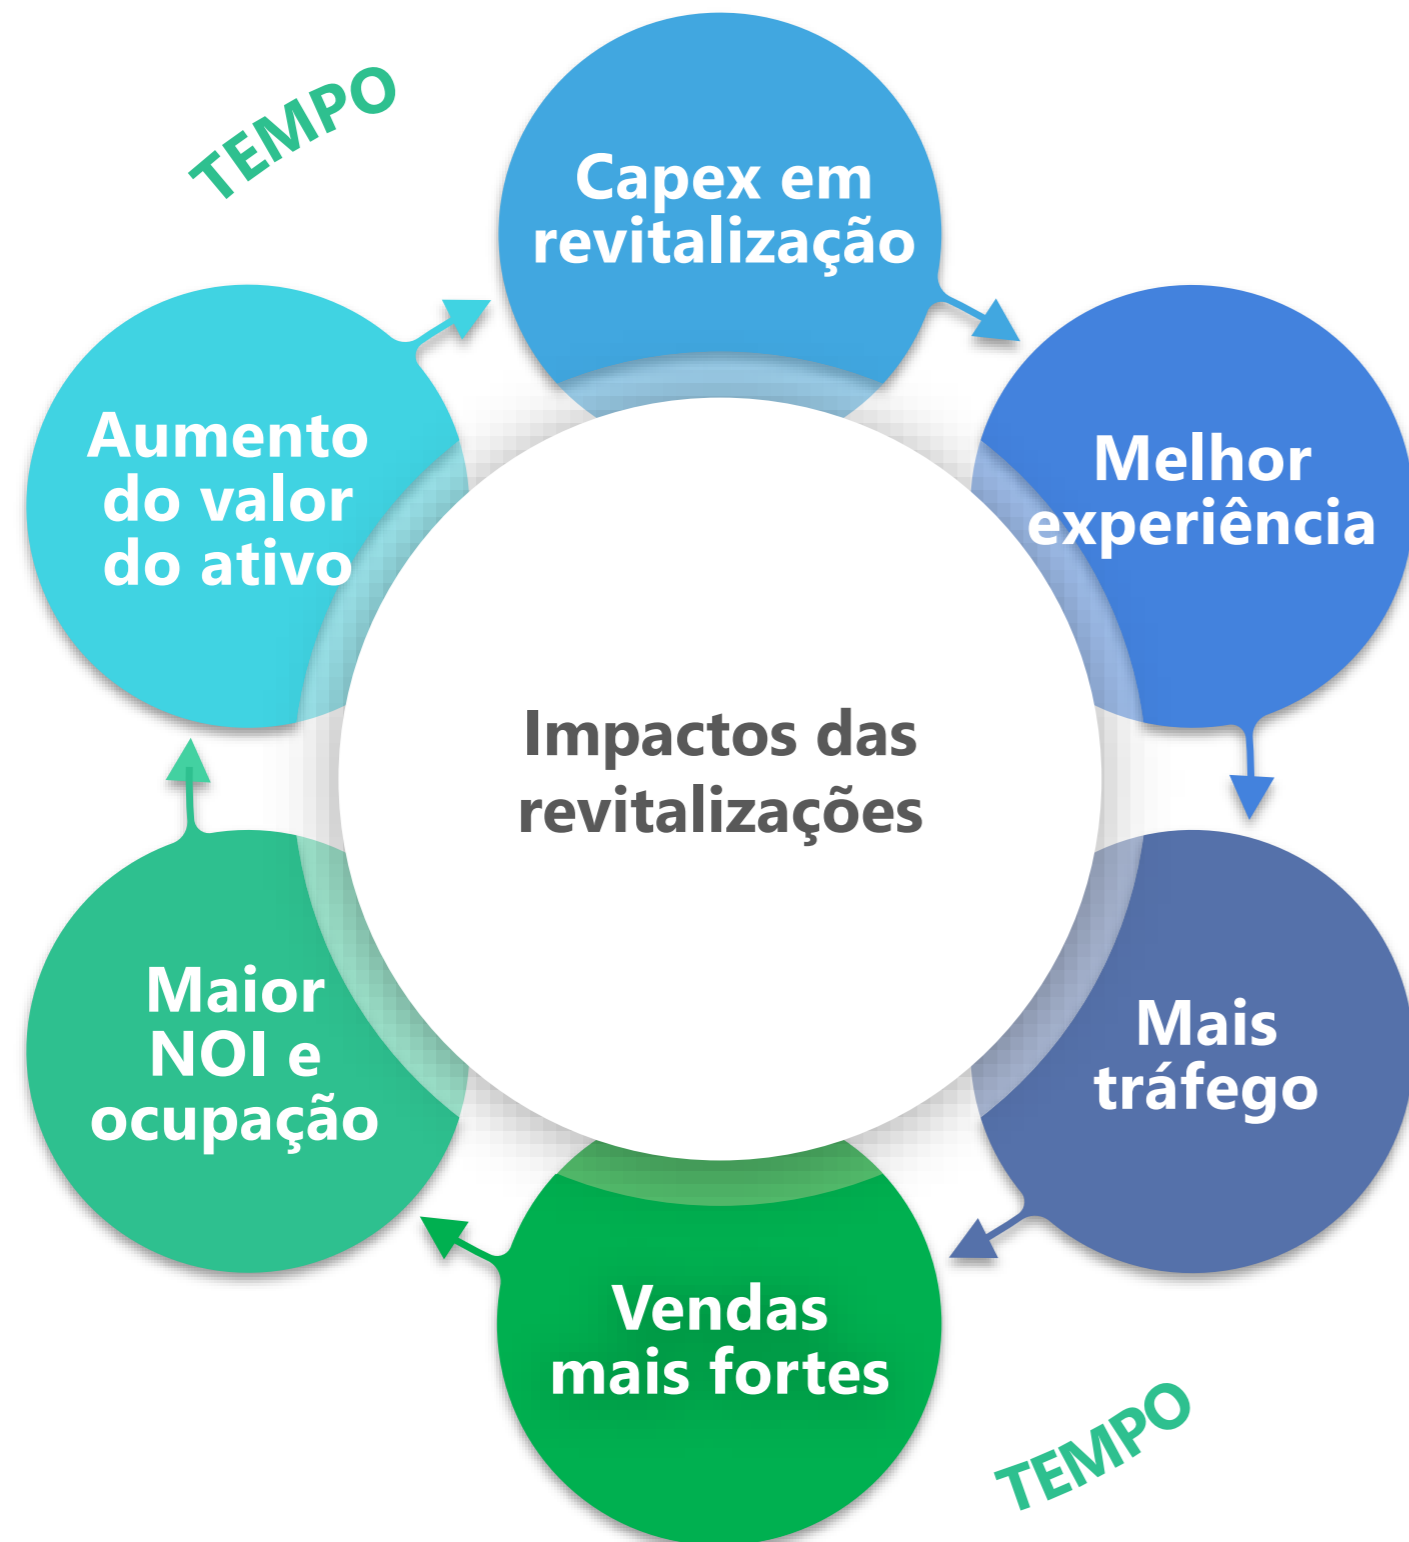 TEMPO
Capex em
revitalização
Melhor
experiência
Mais
tráfego
Vendas
mais fortes
Maior
NOI e
ocupação
Aumento
do valor
do ativo
Impactos das
revitalizações
TEMPO